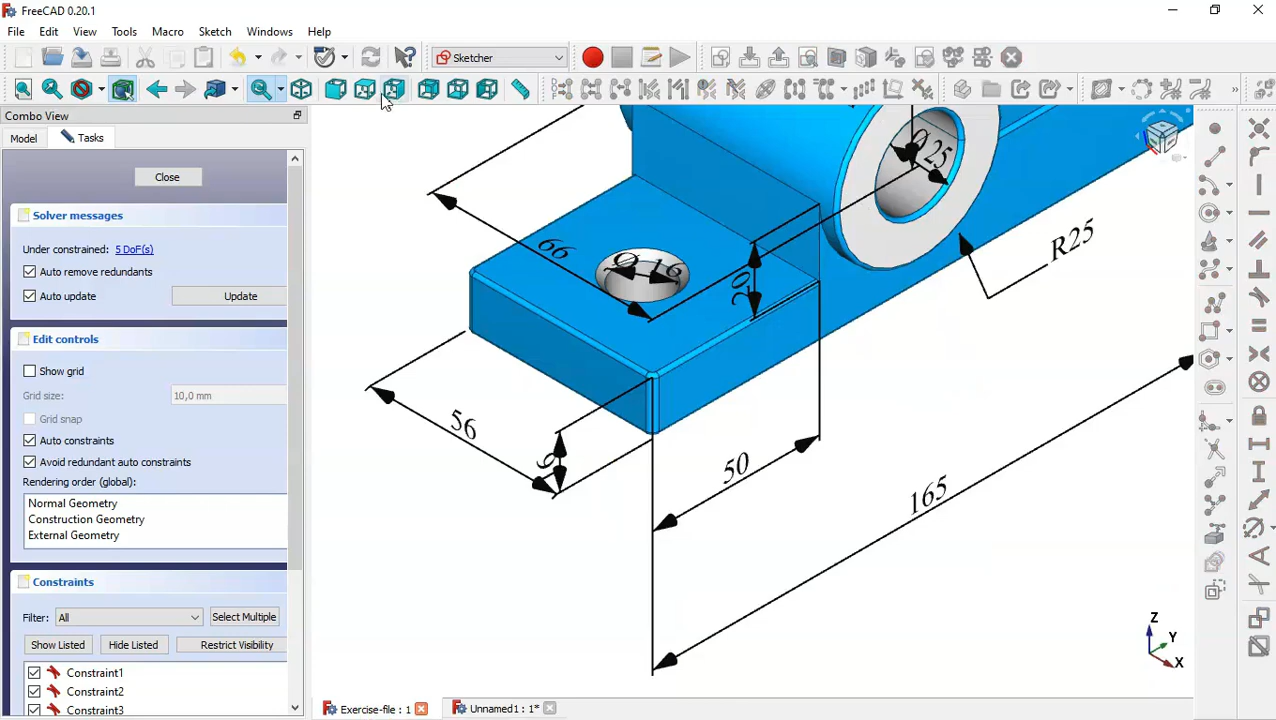 FreeCAD 0.20.1
File Edit View Tools Macro Sketch Windows Help
Sketcher
Combo View
Model Tasks
Close
Solver messages
Under constrained: 5 DoF(s)
Auto remove redundants
Auto update Update
Edit controls
Show grid
Grid size: 10,0 mm
Grid snap
Auto constraints
Avoid redundant auto constraints
Rendering order (global):
Normal Geometry
Construction Geometry
External Geometry
Constraints
Filter: All Select Multiple
Show Listed Hide Listed Restrict Visibility
Constraint1
Constraint2
Constraint3
Ø 25
66
Ø 16
20
R25
56
9
50
165
Z
Y
X
Exercise-file : 1 Unnamed1 : 1*